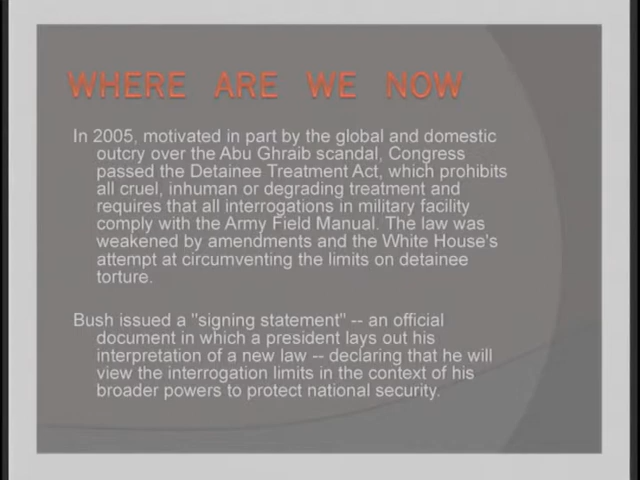 WHERE ARE WE NOW
In 2005, motivated in part by the global and domestic
outcry over the Abu Ghraib scandal, Congress
passed the Detainee Treatment Act, which prohibits
all cruel, inhuman or degrading treatment and
requires that all interrogations in military facility
comply with the Army Field Manual. The law was
weakened by amendments and the White House's
attempt at circumventing the limits on detainee
torture.
Bush issued a "signing statement" -- an official
document in which a president lays out his
interpretation of a new law -- declaring that he will
view the interrogation limits in the context of his
broader powers to protect national security.